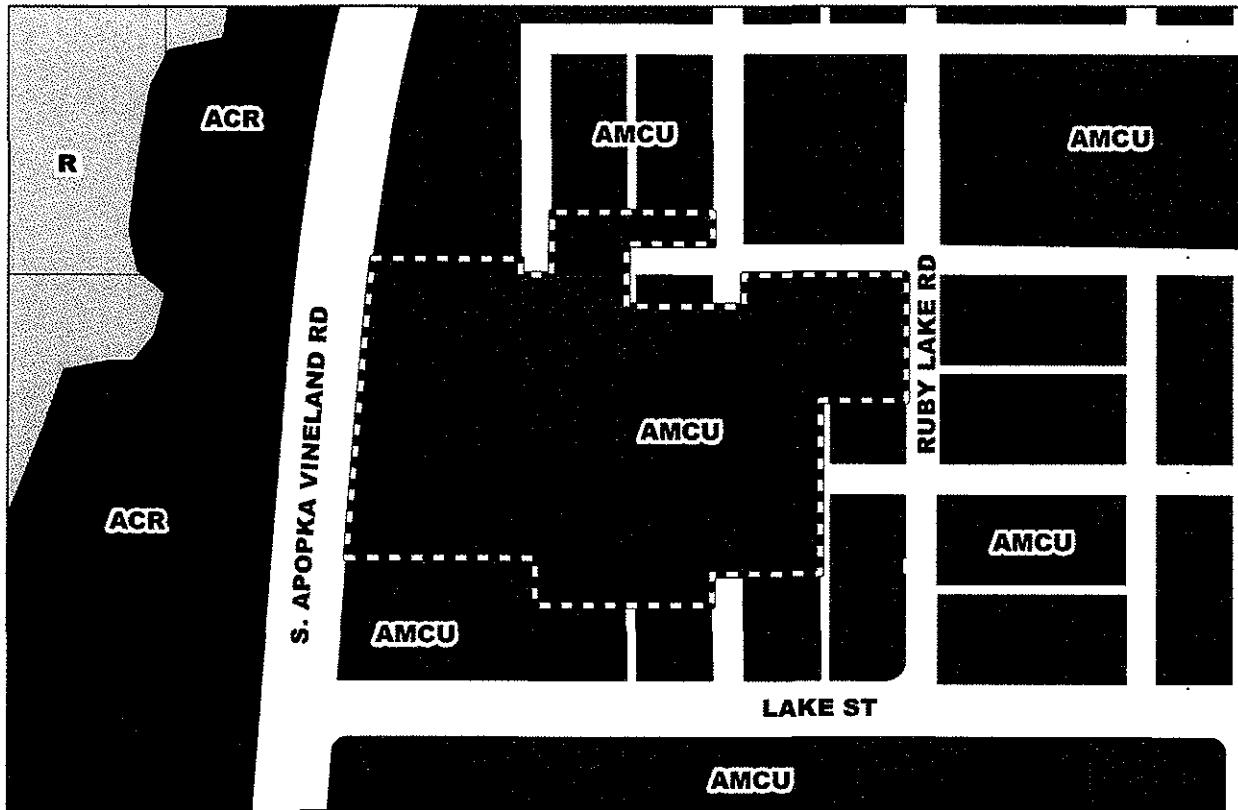 ACR
AMCU
AMCU
R
S. APOPKA VINELAND RD
RUBY LAKE RD
AMCU
ACR
AMCU
AMCU
LAKE ST
AMCU